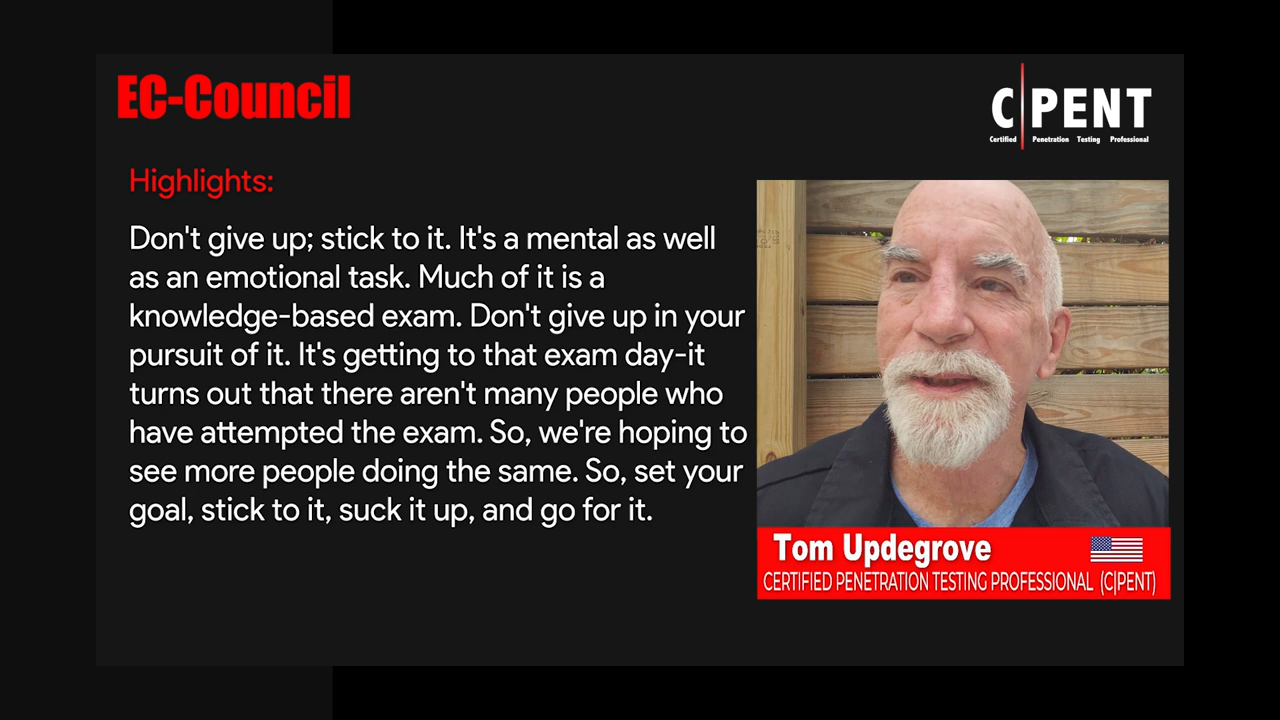 EC-Council
C|PENT
Certified Penetration Testing Professional
Highlights:
Don't give up; stick to it. It's a mental as well
as an emotional task. Much of it is a
knowledge-based exam. Don't give up in your
pursuit of it. It's getting to that exam day-it
turns out that there aren't many people who
have attempted the exam. So, we're hoping to
see more people doing the same. So, set your
goal, stick to it, suck it up, and go for it.
Tom Updegrove
CERTIFIED PENETRATION TESTING PROFESSIONAL (C|PENT)